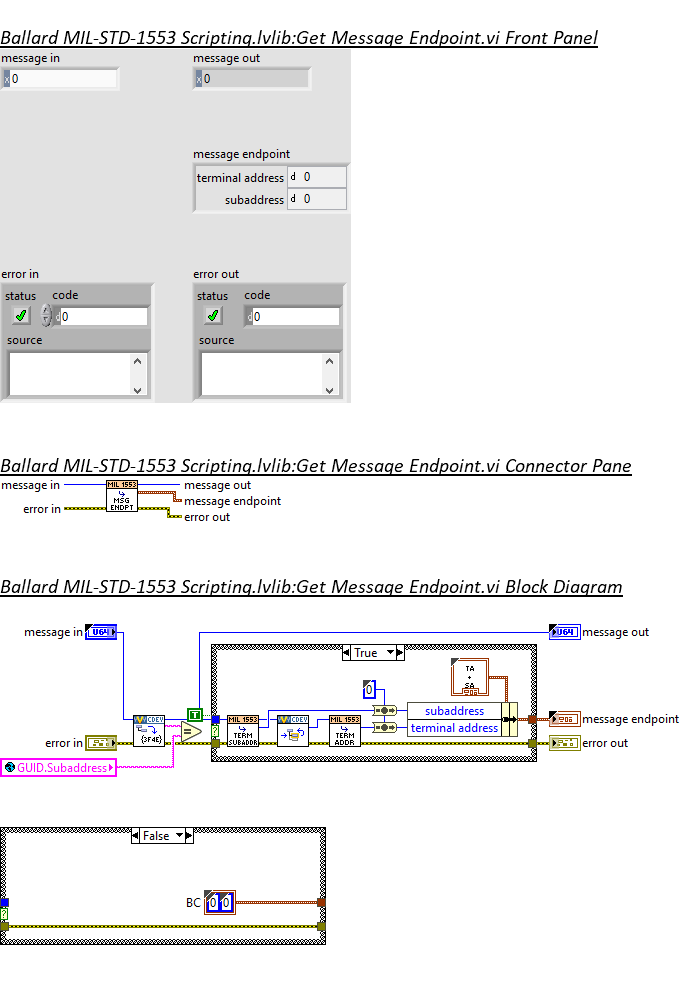 Ballard MIL-STD-1553 Scripting.lvlib:Get Message Endpoint.vi Front Panel
message in
message out
x 0
x 0
message endpoint
terminal address d 0
subaddress d 0
error in
error out
status code
status code
d 0
d 0
source
source
Ballard MIL-STD-1553 Scripting.lvlib:Get Message Endpoint.vi Connector Pane
message in
MIL 1553
MSG
ENDPT
message out
message endpoint
error in
error out
Ballard MIL-STD-1553 Scripting.lvlib:Get Message Endpoint.vi Block Diagram
message in
U64
U64
message out
True
TA
+
SA
0
T
CDEV
{3F4E}
MIL 1553
TERM
SUBADDR
CDEV
MIL 1553
TERM
ADDR
subaddress
terminal address
message endpoint
error in
error out
GUID.Subaddress
?
False
BC
0 0
?